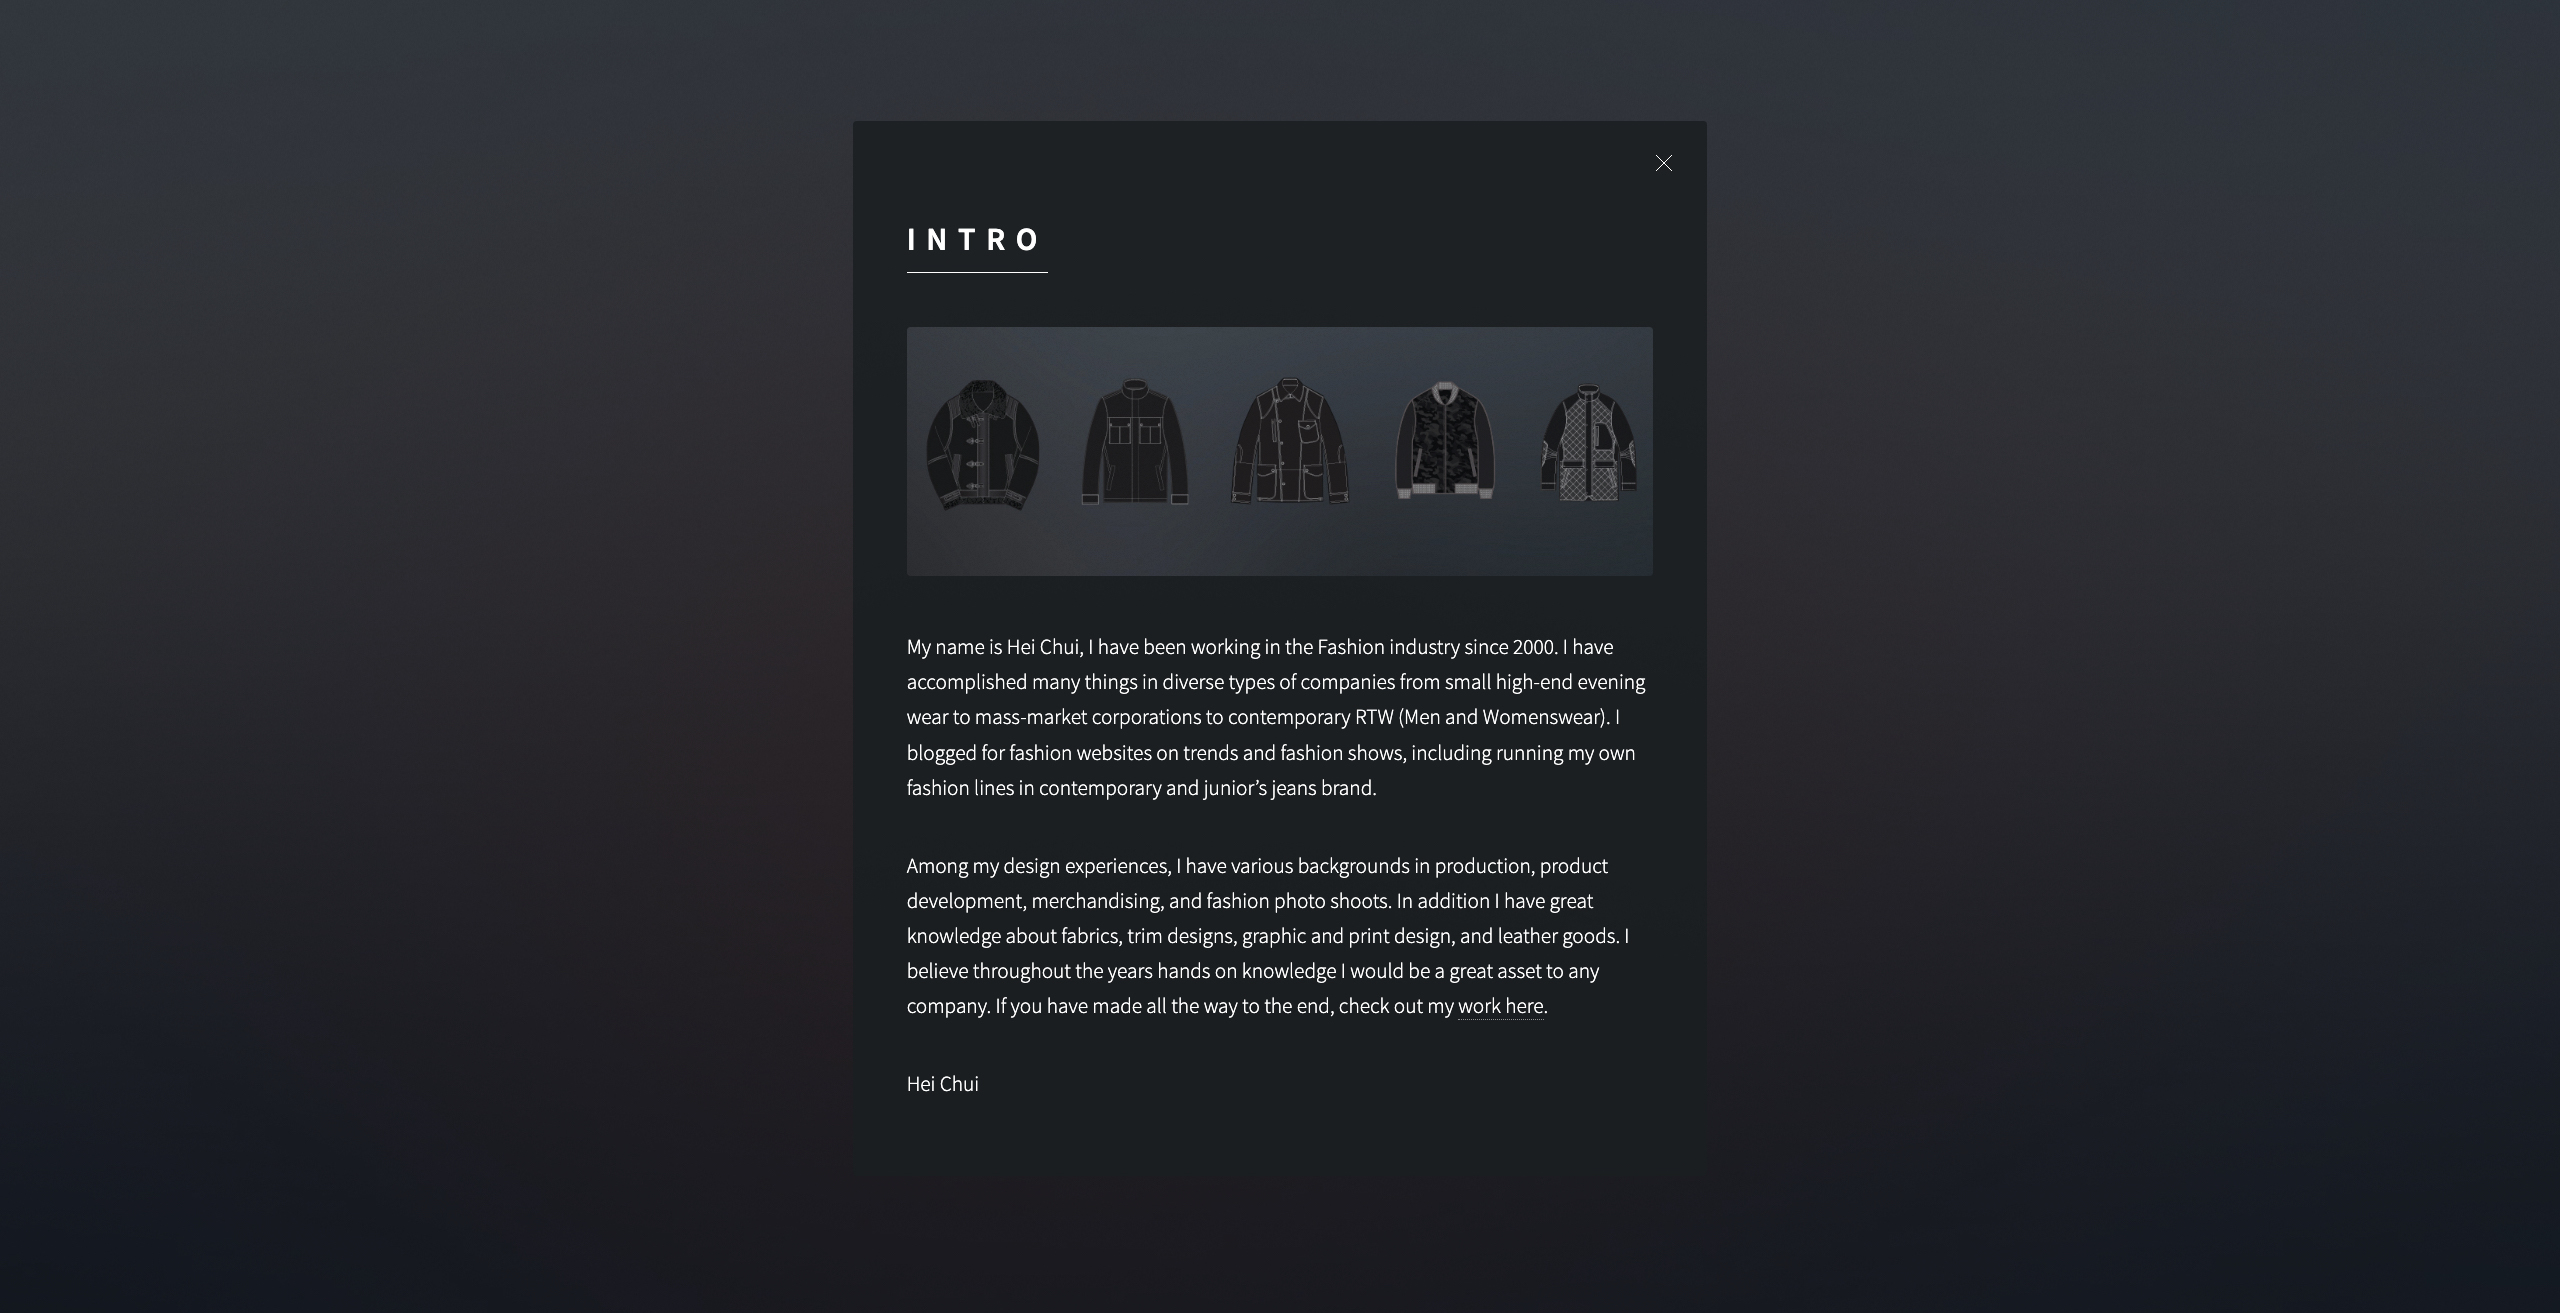 INTRO
My name is Hei Chui, I have been working in the Fashion industry since 2000. I have
accomplished many things in diverse types of companies from small high-end evening
wear to mass-market corporations to contemporary RTW (Men and Womenswear). I
blogged for fashion websites on trends and fashion shows, including running my own
fashion lines in contemporary and junior’s jeans brand.
Among my design experiences, I have various backgrounds in production, product
development, merchandising, and fashion photo shoots. In addition I have great
knowledge about fabrics, trim designs, graphic and print design, and leather goods. I
believe throughout the years hands on knowledge I would be a great asset to any
company. If you have made all the way to the end, check out my work here.
Hei Chui